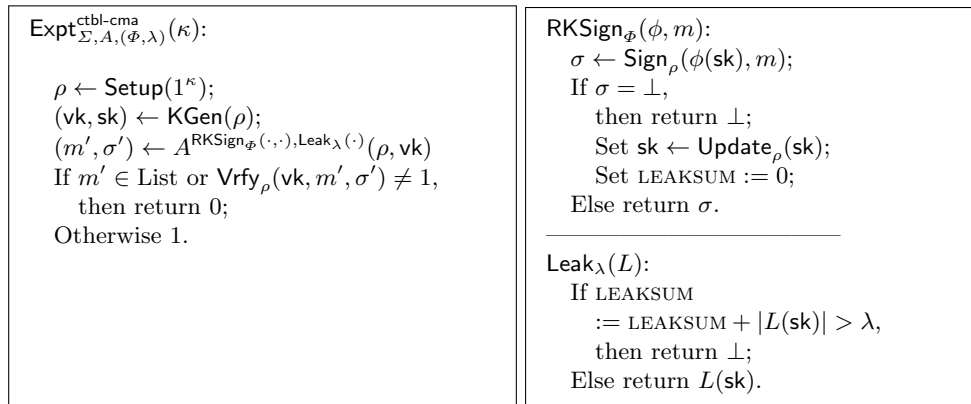 Expt^{ctbl-cma}_{Σ,A,(Φ,λ)}(κ):
ρ ← Setup(1^κ);
(vk, sk) ← KGen(ρ);
(m′, σ′) ← A^{RKSign_Φ(·,·),Leak_λ(·)}(ρ, vk)
If m′ ∈ List or Vrfy_ρ(vk, m′, σ′) ≠ 1,
then return 0;
Otherwise 1.
RKSign_Φ(ϕ, m):
σ ← Sign_ρ(ϕ(sk), m);
If σ = ⊥,
then return ⊥;
Set sk ← Update_ρ(sk);
Set LEAKSUM := 0;
Else return σ.
Leak_λ(L):
If LEAKSUM
:= LEAKSUM + |L(sk)| > λ,
then return ⊥;
Else return L(sk).